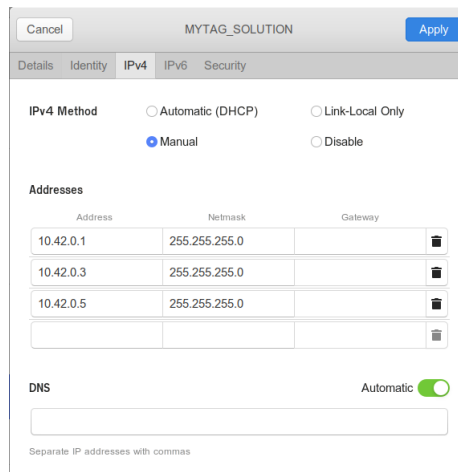 Cancel MYTAG_SOLUTION Apply
Details Identity IPv4 IPv6 Security
IPv4 Method Automatic (DHCP) Link-Local Only
Manual Disable
Addresses
Address Netmask Gateway
10.42.0.1 255.255.255.0
10.42.0.3 255.255.255.0
10.42.0.5 255.255.255.0
DNS Automatic
Separate IP addresses with commas